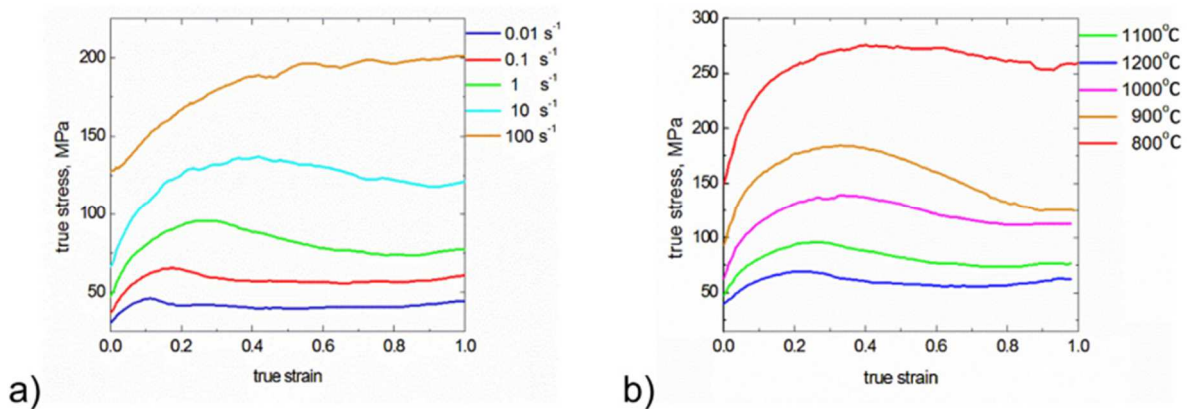 200
150
100
50
0.0 0.2 0.4 0.6 0.8 1.0
true stress, MPa
true strain
0.01 s⁻¹
0.1 s⁻¹
1 s⁻¹
10 s⁻¹
100 s⁻¹
a)
300
250
200
150
100
50
0.0 0.2 0.4 0.6 0.8 1.0
true stress, MPa
true strain
1100°C
1200°C
1000°C
900°C
800°C
b)